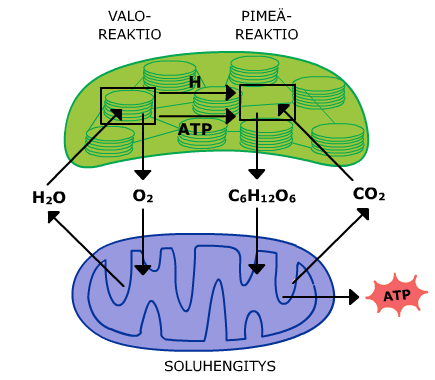 VALO-
REAKTIO
PIMEÄ-
REAKTIO
H
ATP
H₂O
O₂
C₆H₁₂O₆
CO₂
ATP
SOLUHENGITYS